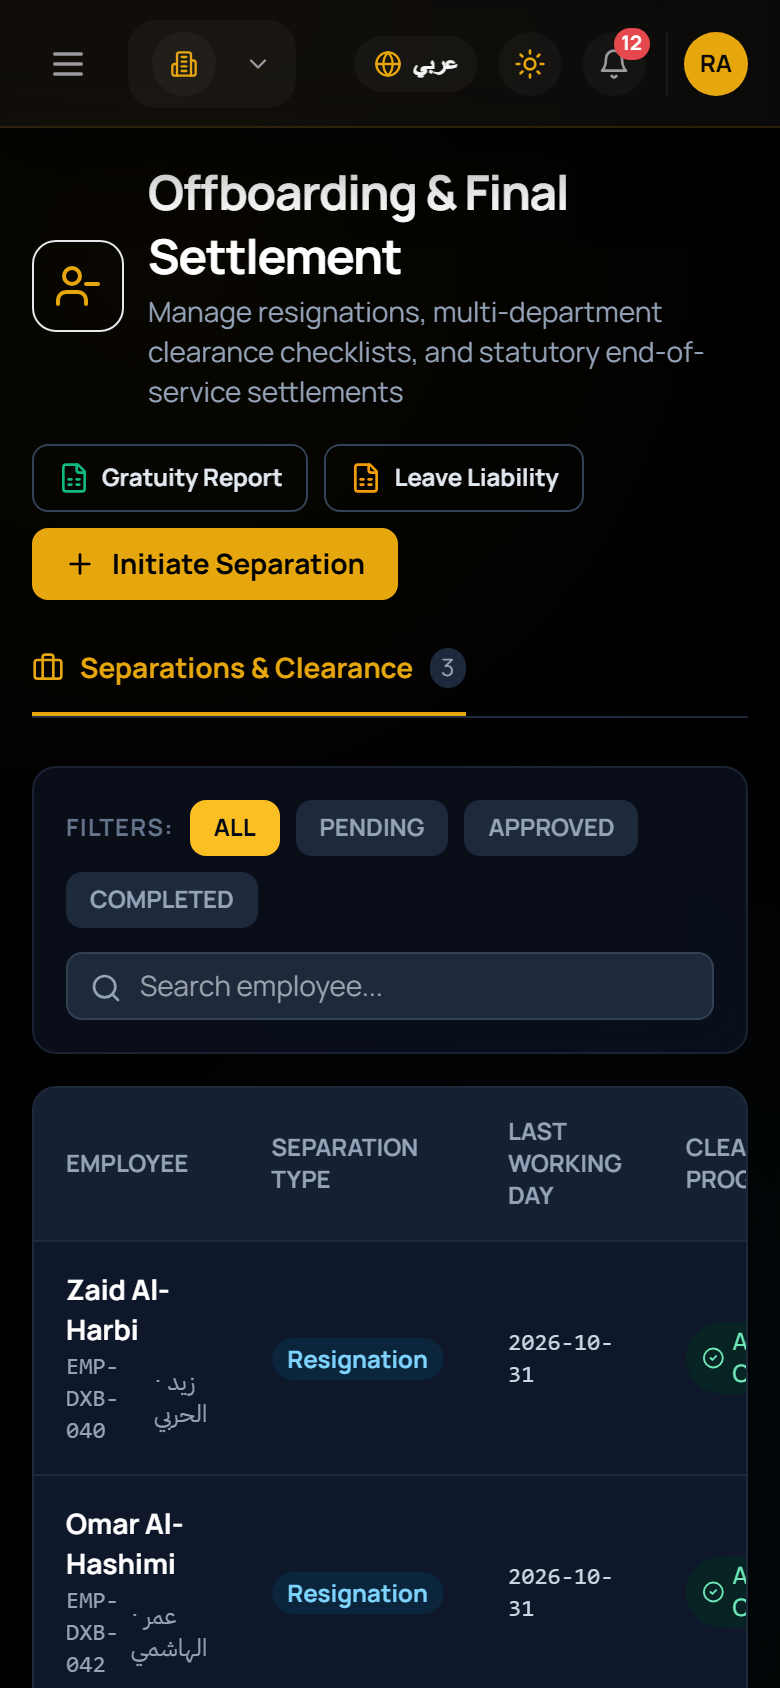 عربي
12
RA
Offboarding & Final
Settlement
Manage resignations, multi-department
clearance checklists, and statutory end-of-
service settlements
Gratuity Report
Leave Liability
Initiate Separation
Separations & Clearance 3
FILTERS: ALL PENDING APPROVED
COMPLETED
Search employee...
EMPLOYEE
SEPARATION
TYPE
LAST
WORKING
DAY
Zaid Al-
Harbi
EMP-
DXB-
040
· زيد
الحربي
Resignation
2026-10-
31
Omar Al-
Hashimi
EMP-
DXB-
042
· عمر
الهاشمي
Resignation
2026-10-
31